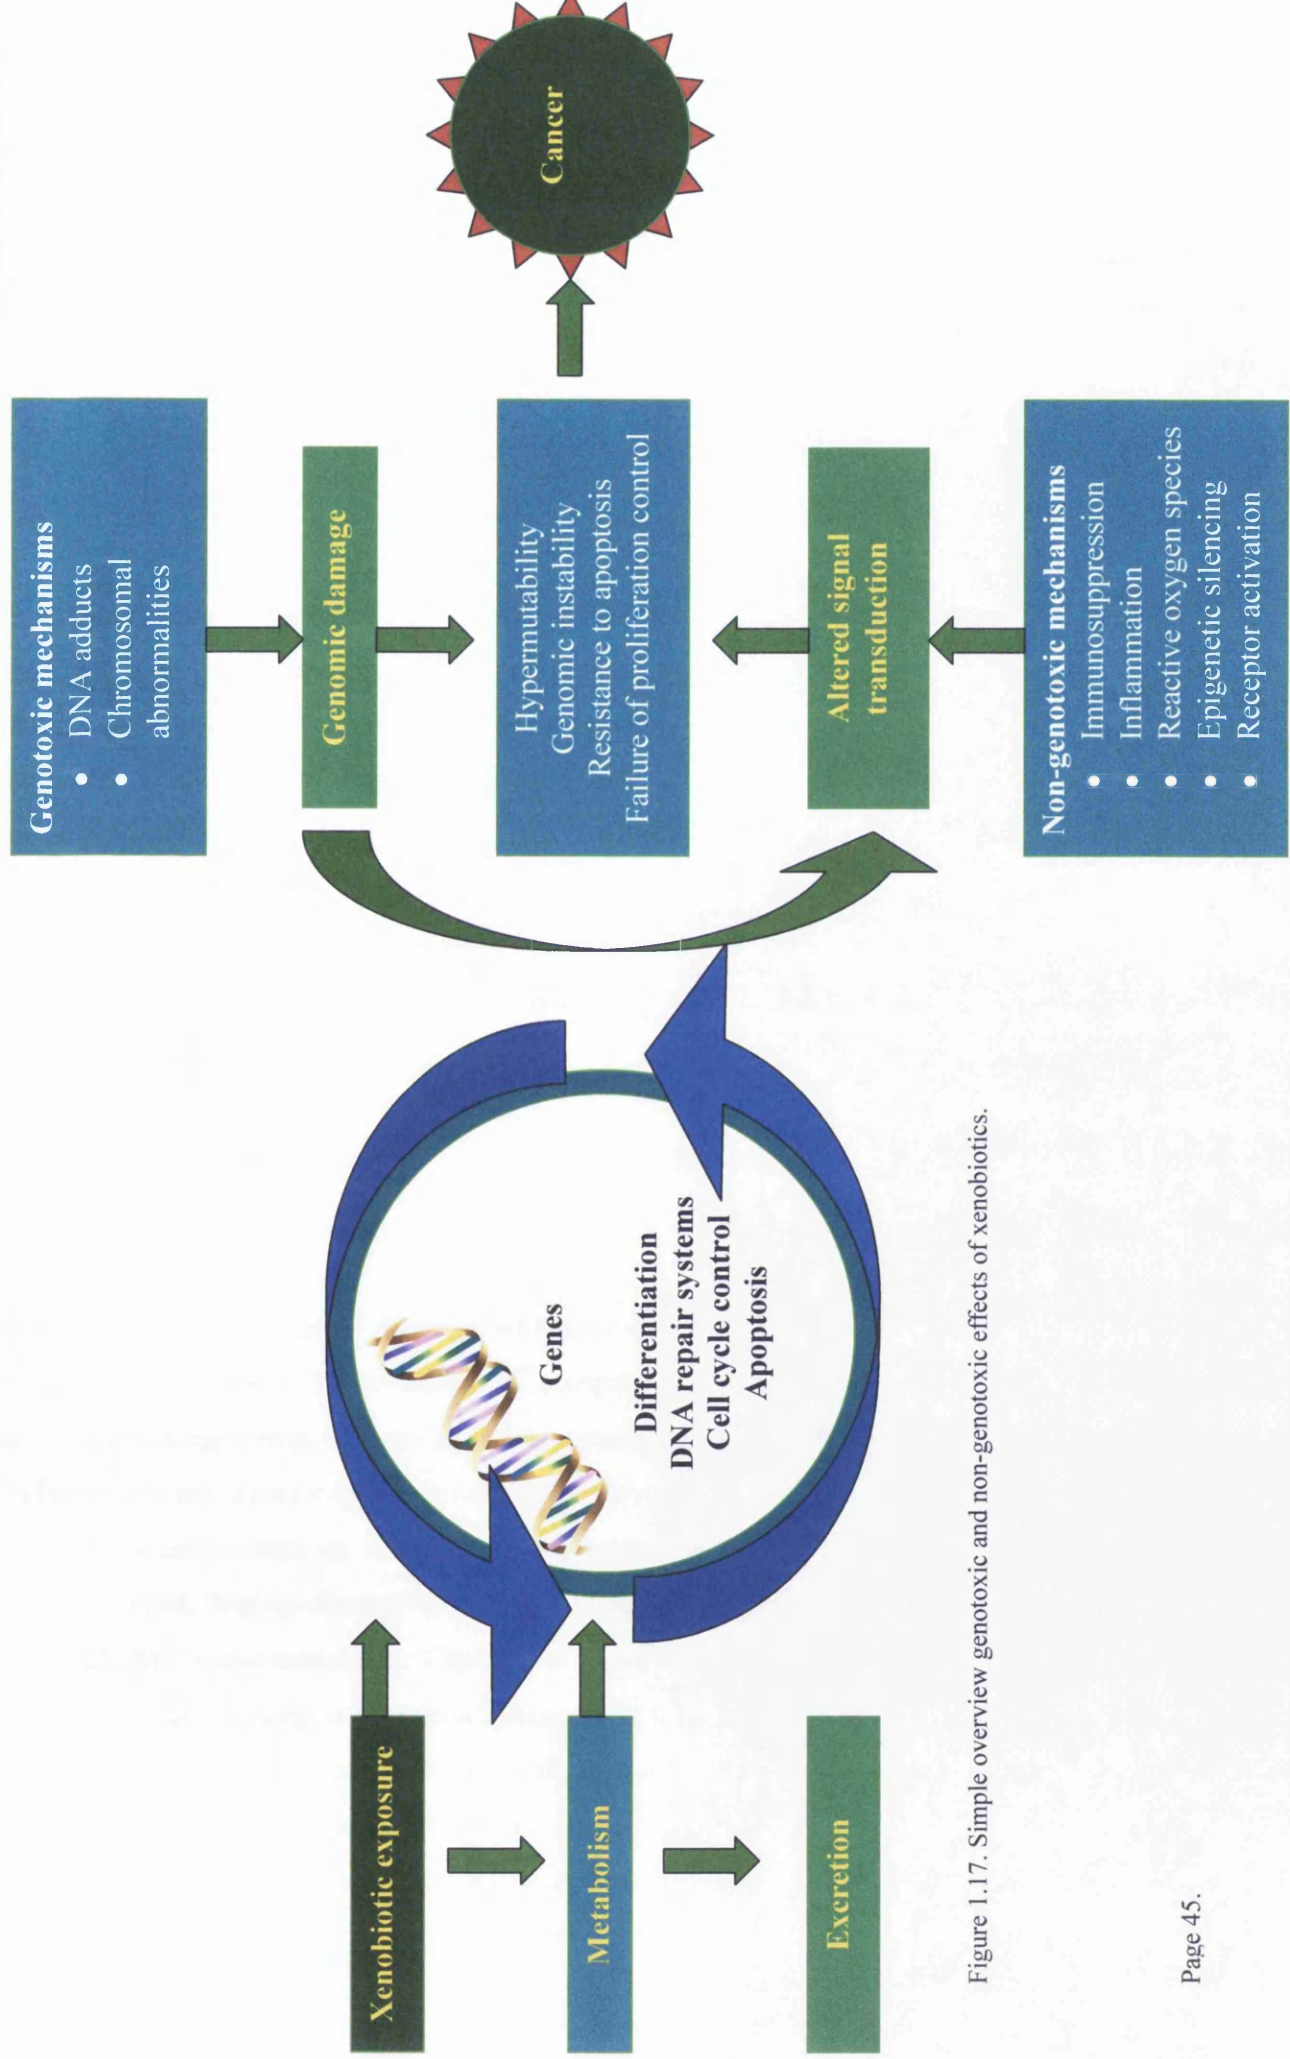 Xenobiotic exposure
Metabolism
Excretion
Genes
Differentiation
DNA repair systems
Cell cycle control
Apoptosis
Genotoxic mechanisms
• DNA adducts
• Chromosomal
abnormalities
Genomic damage
Hypermutability
Genomic instability
Resistance to apoptosis
Failure of proliferation control
Altered signal
transduction
Non-genotoxic mechanisms
• Immunosuppression
• Inflammation
• Reactive oxygen species
• Epigenetic silencing
• Receptor activation
Cancer
Figure 1.17. Simple overview genotoxic and non-genotoxic effects of xenobiotics.
Page 45.